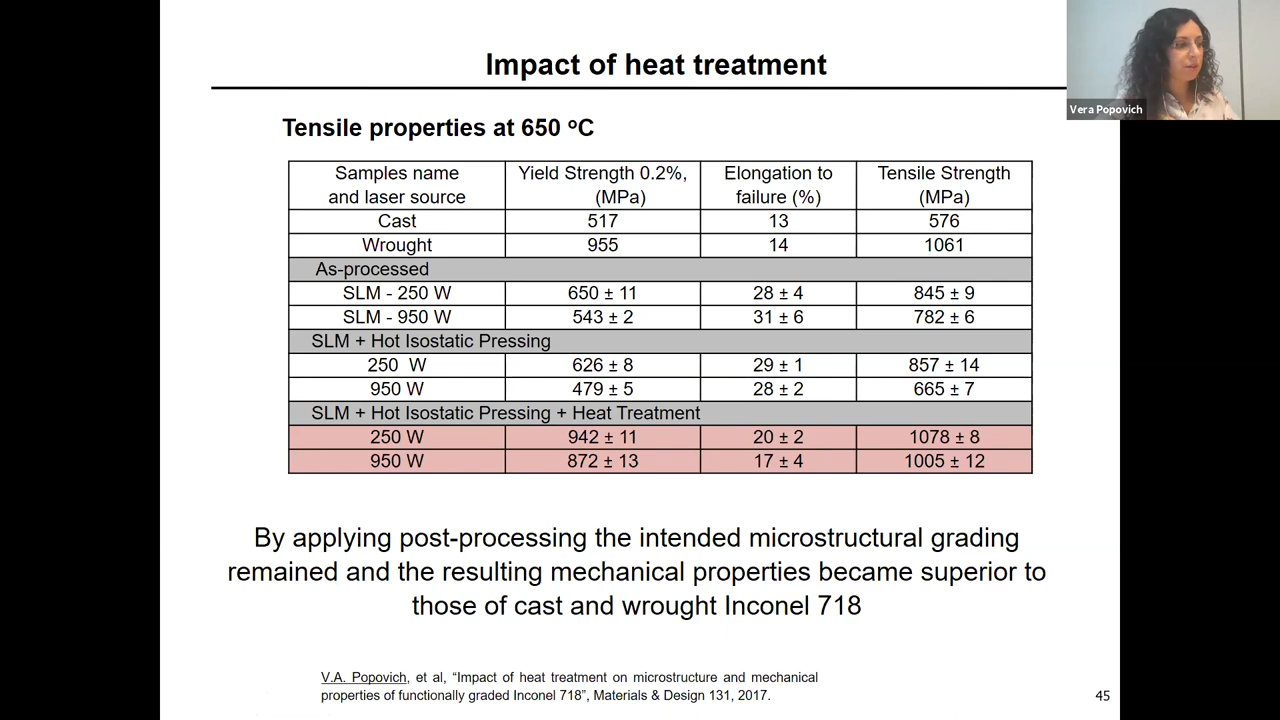 Impact of heat treatment
Vera Popovich
Tensile properties at 650 ᵒC
Samples name and laser source Yield Strength 0.2%, (MPa) Elongation to failure (%) Tensile Strength (MPa)
Cast 517 13 576
Wrought 955 14 1061
As-processed
SLM - 250 W 650 ± 11 28 ± 4 845 ± 9
SLM - 950 W 543 ± 2 31 ± 6 782 ± 6
SLM + Hot Isostatic Pressing
250 W 626 ± 8 29 ± 1 857 ± 14
950 W 479 ± 5 28 ± 2 665 ± 7
SLM + Hot Isostatic Pressing + Heat Treatment
250 W 942 ± 11 20 ± 2 1078 ± 8
950 W 872 ± 13 17 ± 4 1005 ± 12
By applying post-processing the intended microstructural grading
remained and the resulting mechanical properties became superior to
those of cast and wrought Inconel 718
V.A. Popovich, et al, “Impact of heat treatment on microstructure and mechanical
properties of functionally graded Inconel 718”, Materials & Design 131, 2017.
45